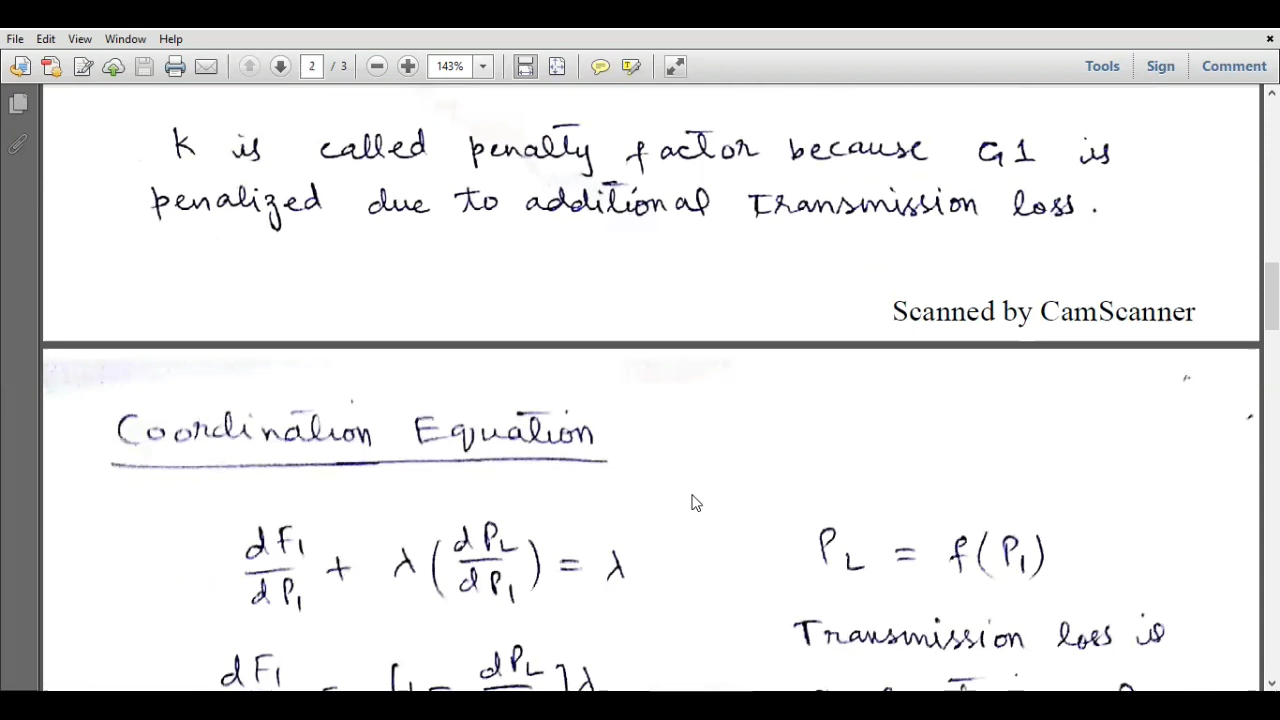 File Edit View Window Help
2 / 3 143% Tools Sign Comment
K is called penalty factor because G1 is
penalized due to additional Transmission loss.
Scanned by CamScanner
Coordination Equation
dF1/dP1 + λ(dPL/dP1) = λ
PL = f(P1)
Transmission loss is
dF1 = [1 - dPL ]λ